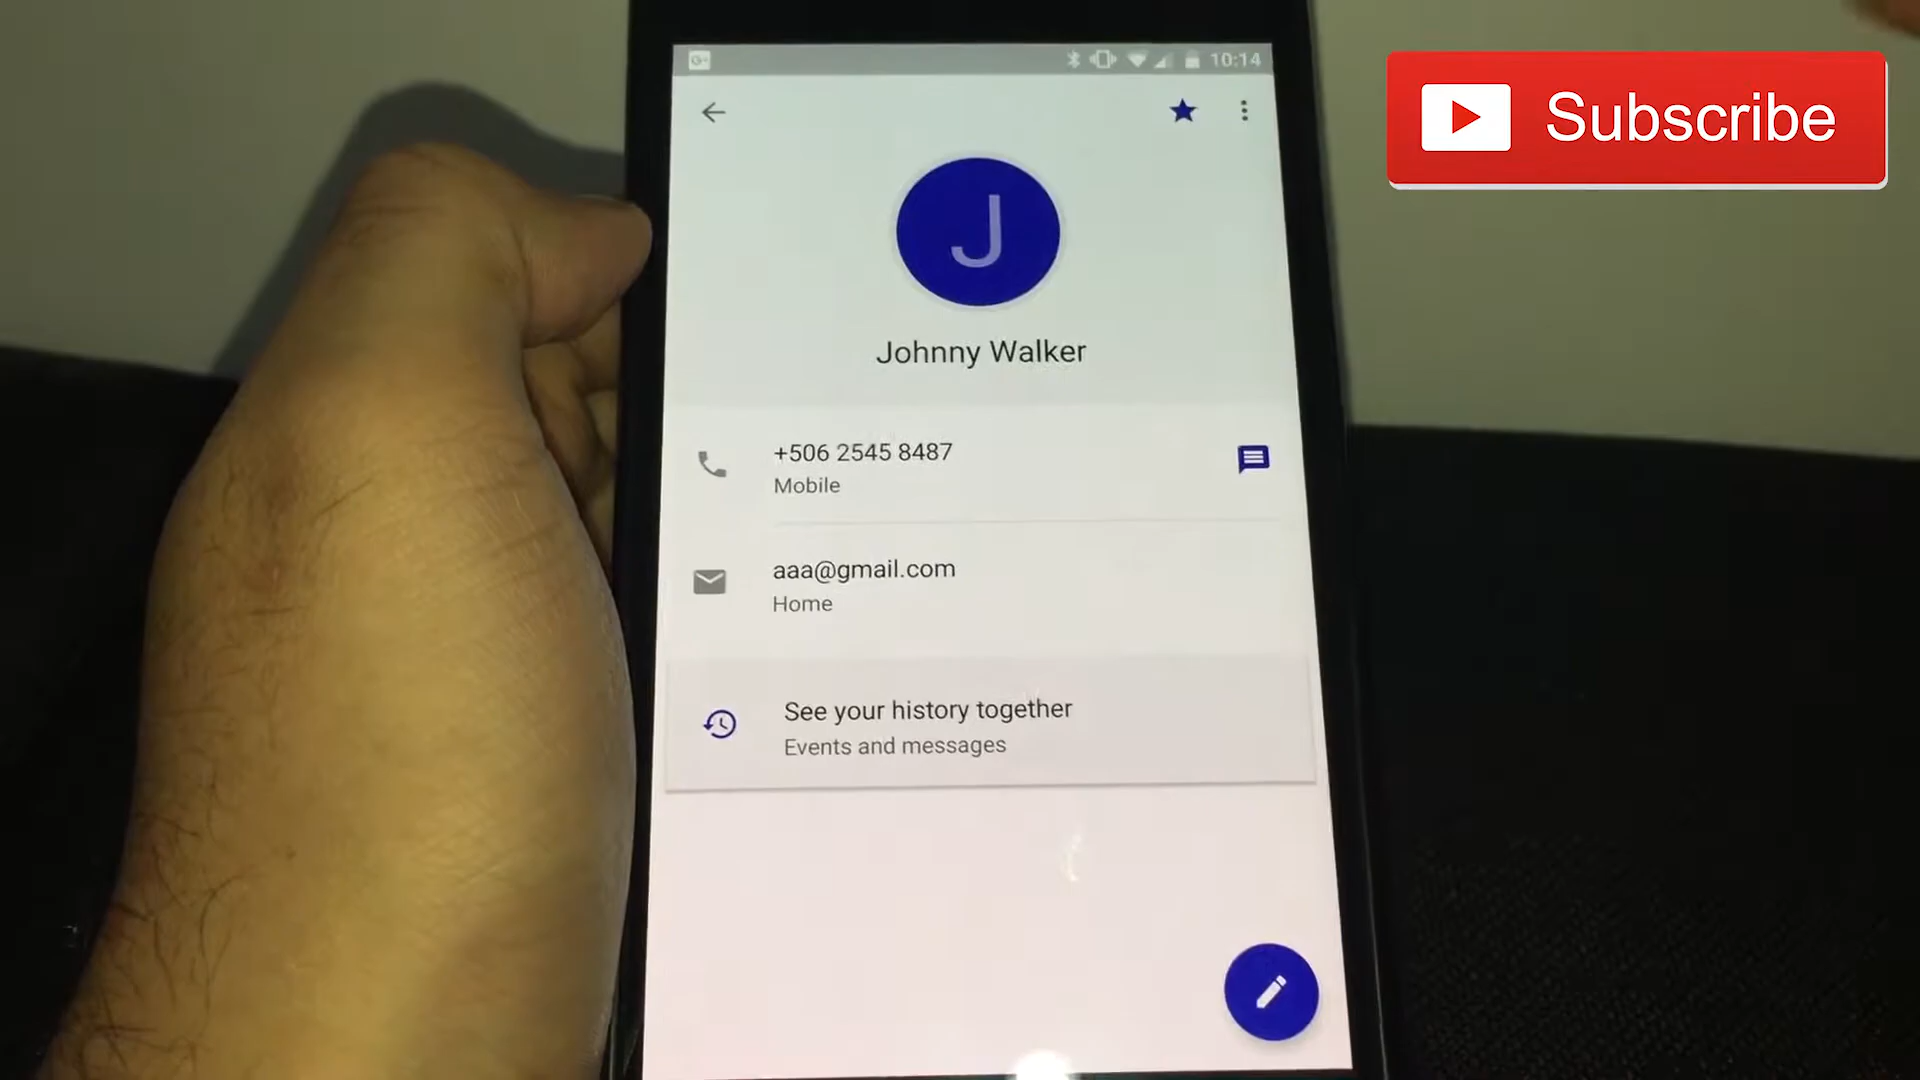 G+
10:14
Subscribe
J
Johnny Walker
+506 2545 8487
Mobile
aaa@gmail.com
Home
See your history together
Events and messages